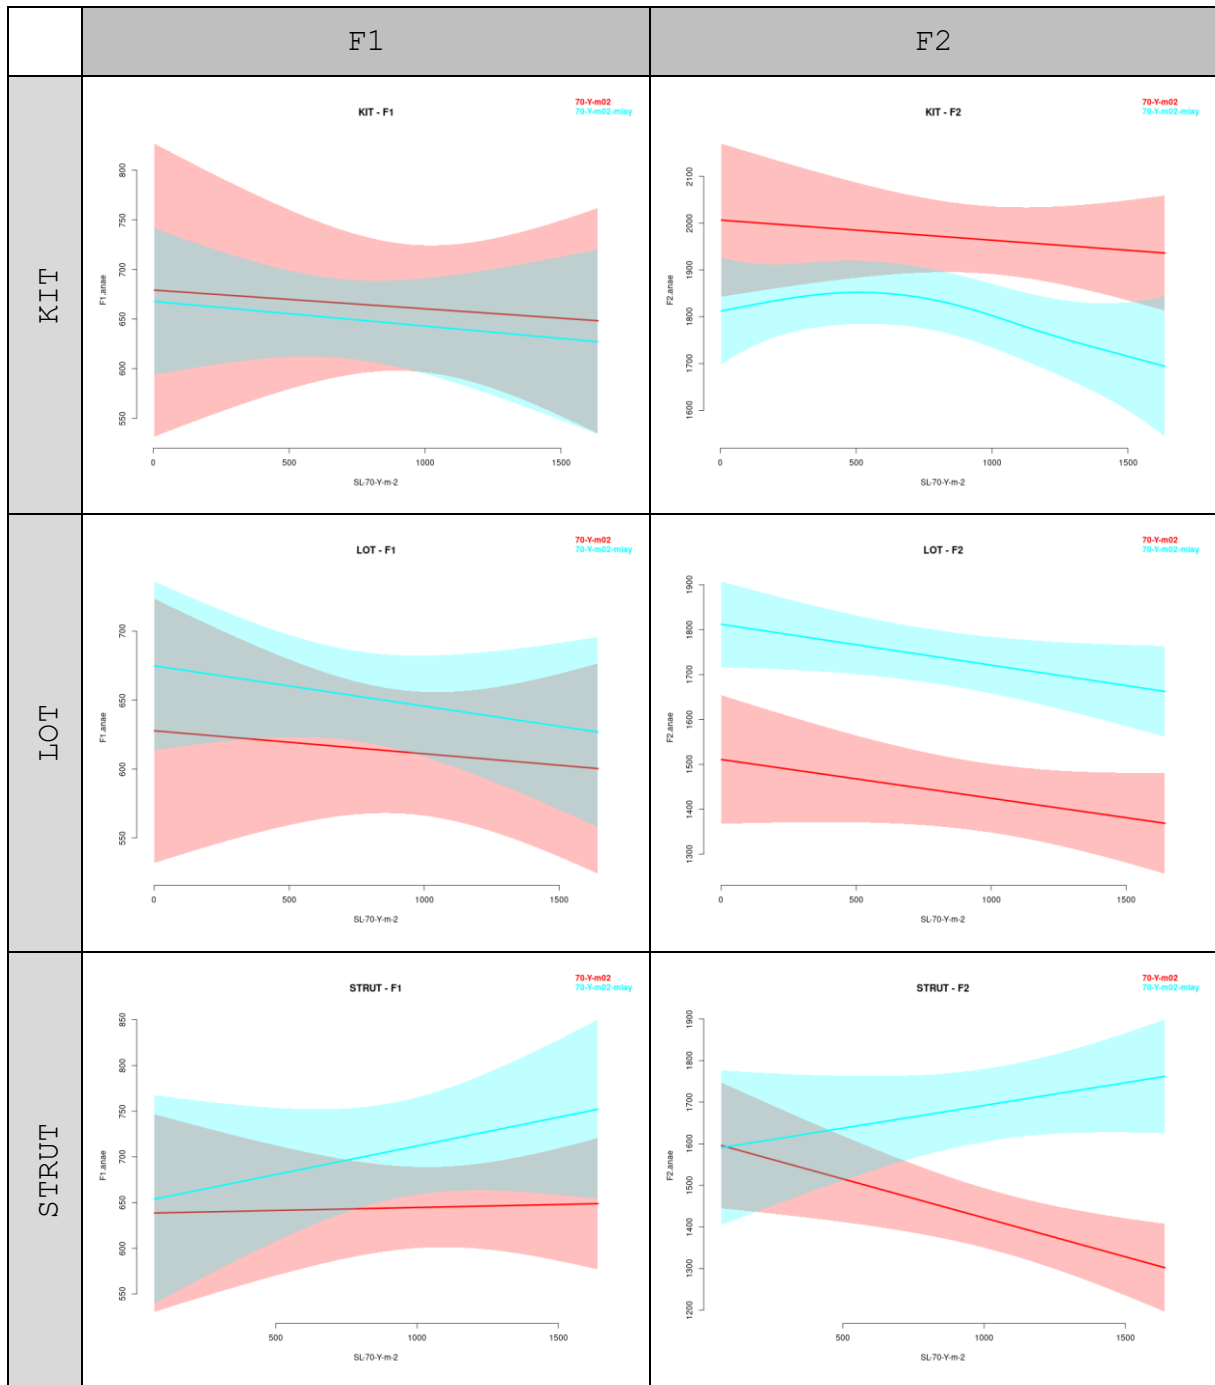 F1
F2
KIT
KIT - F1
70-Y-m02
70-Y-m02-mlay
F1.anae
800
750
700
650
600
550
0
500
1000
1500
SL-70-Y-m-2
KIT - F2
70-Y-m02
70-Y-m02-mlay
F2.anae
2100
2000
1900
1800
1700
1600
0
500
1000
1500
SL-70-Y-m-2
LOT
LOT - F1
70-Y-m02
70-Y-m02-mlay
F1.anae
700
650
600
550
0
500
1000
1500
SL-70-Y-m-2
LOT - F2
70-Y-m02
70-Y-m02-mlay
F2.anae
1900
1800
1700
1600
1500
1400
1300
0
500
1000
1500
SL-70-Y-m-2
STRUT
STRUT - F1
70-Y-m02
70-Y-m02-mlay
F1.anae
850
800
750
700
650
600
550
500
1000
1500
SL-70-Y-m-2
STRUT - F2
70-Y-m02
70-Y-m02-mlay
F2.anae
1900
1800
1700
1600
1500
1400
1300
1200
500
1000
1500
SL-70-Y-m-2